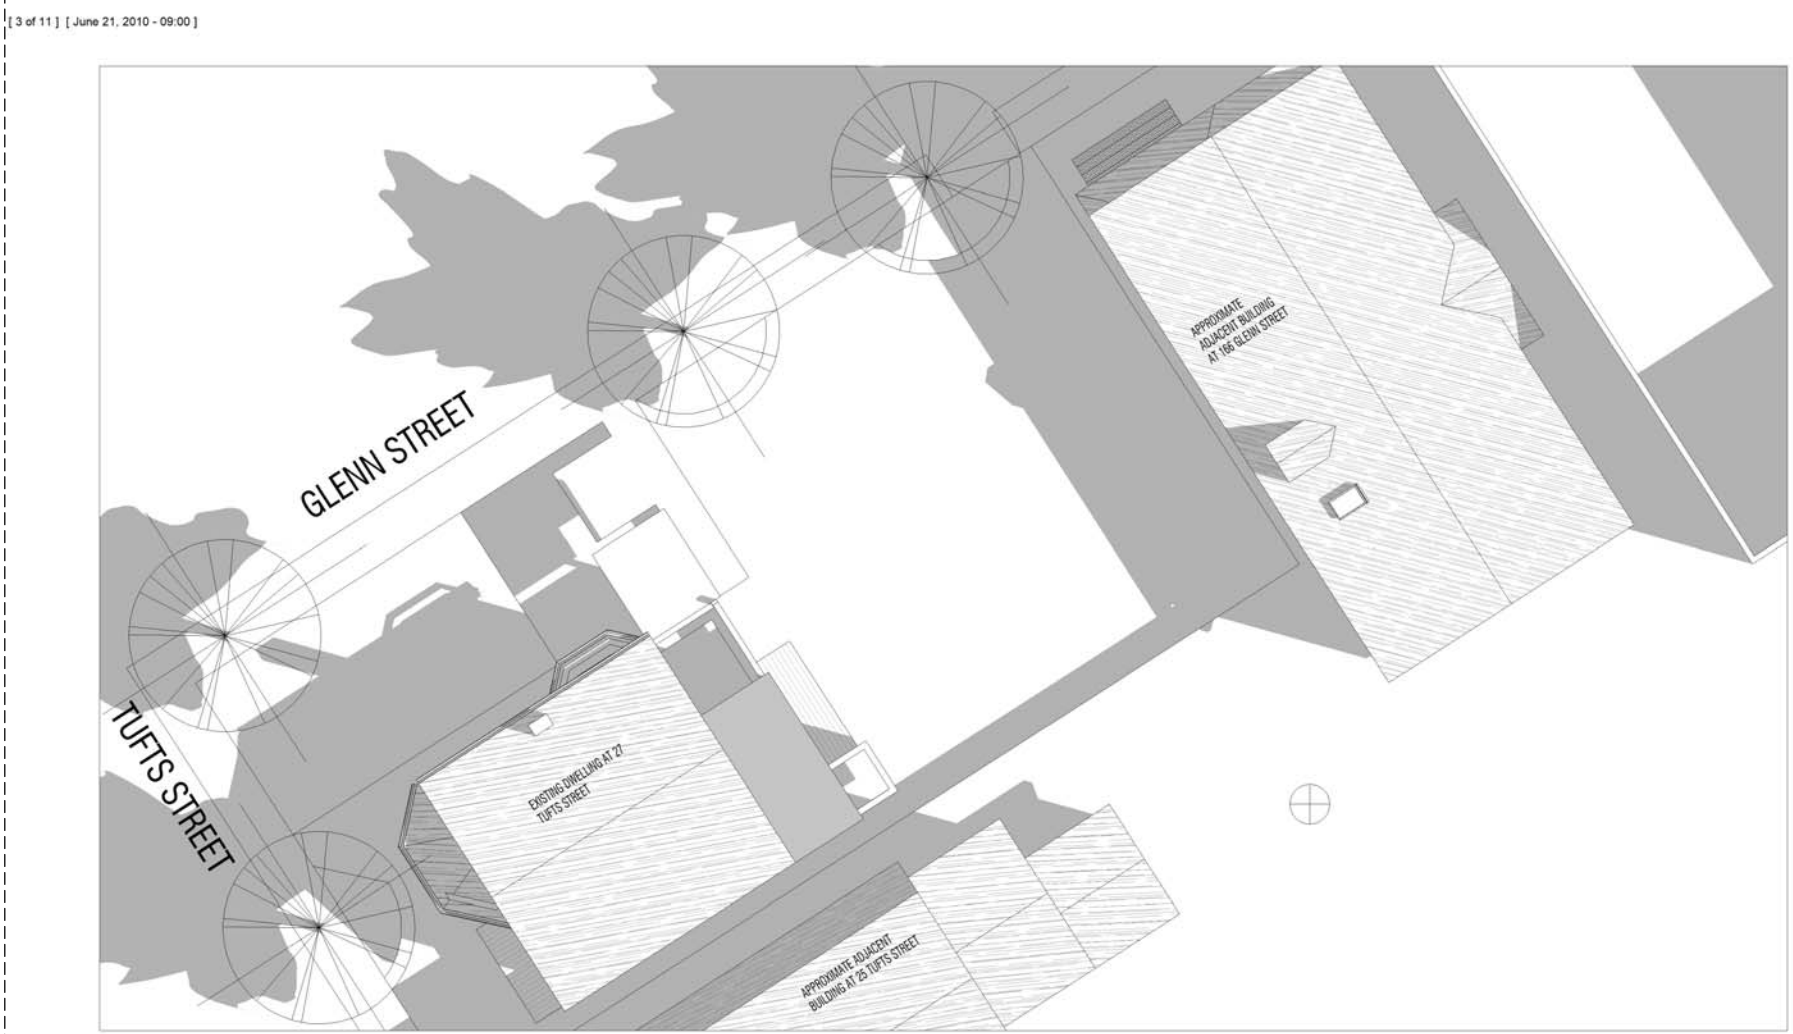 [ 3 of 11 ] [ June 21, 2010 - 09:00 ]
GLENN STREET
TUFTS STREET
APPROXIMATE
ADJACENT BUILDING
AT 166 GLENN STREET
EXISTING DWELLING AT 27
TUFTS STREET
APPROXIMATE ADJACENT
BUILDING AT 25 TUFTS STREET